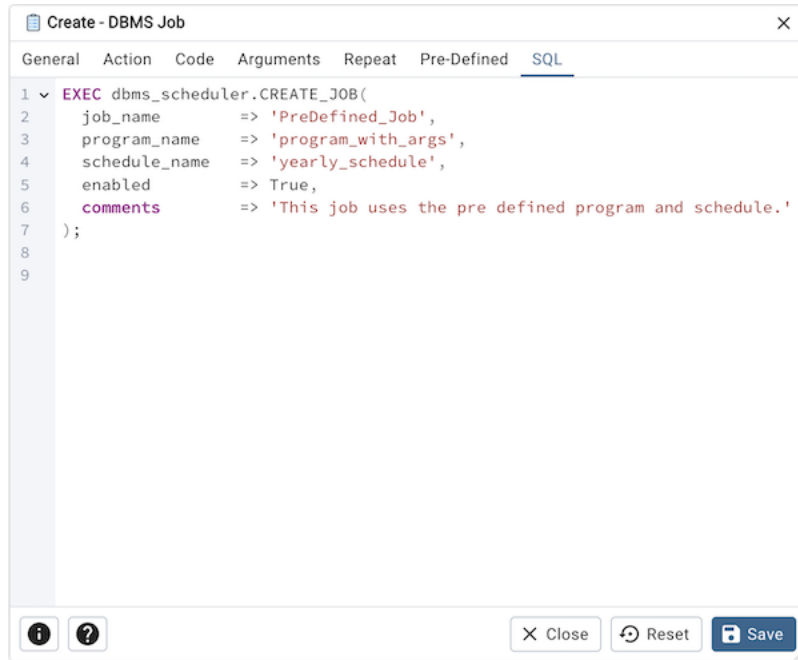 Create - DBMS Job
General Action Code Arguments Repeat Pre-Defined SQL
1 EXEC dbms_scheduler.CREATE_JOB(
2 job_name => 'PreDefined_Job',
3 program_name => 'program_with_args',
4 schedule_name => 'yearly_schedule',
5 enabled => True,
6 comments => 'This job uses the pre defined program and schedule.'
7 );
8
9
Close Reset Save